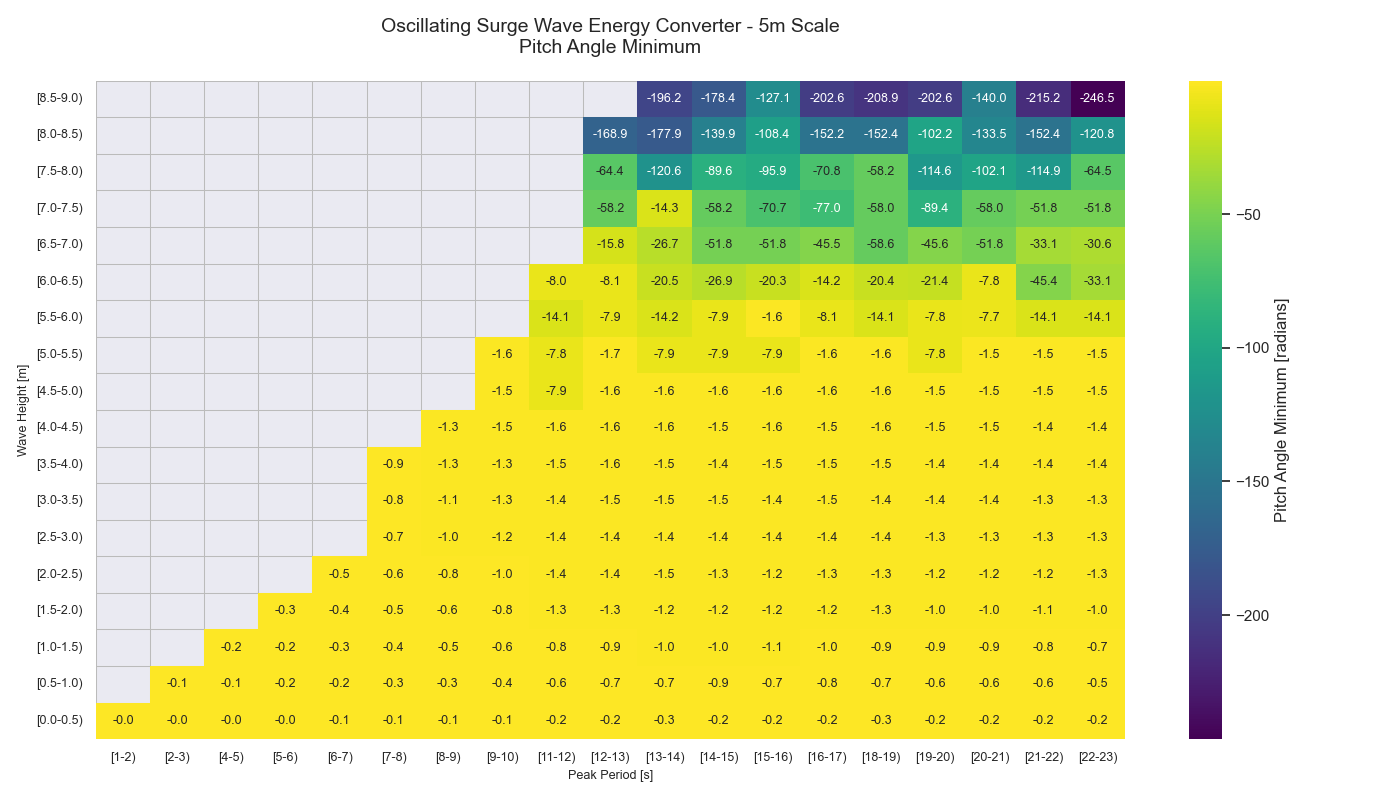 Oscillating Surge Wave Energy Converter - 5m Scale
Pitch Angle Minimum
[8.5-9.0) -196.2 -178.4 -127.1 -202.6 -208.9 -202.6 -140.0 -215.2 -246.5
[8.0-8.5) -168.9 -177.9 -139.9 -108.4 -152.2 -152.4 -102.2 -133.5 -152.4 -120.8
[7.5-8.0) -64.4 -120.6 -89.6 -95.9 -70.8 -58.2 -114.6 -102.1 -114.9 -64.5
[7.0-7.5) -58.2 -14.3 -58.2 -70.7 -77.0 -58.0 -89.4 -58.0 -51.8 -51.8
[6.5-7.0) -15.8 -26.7 -51.8 -51.8 -45.5 -58.6 -45.6 -51.8 -33.1 -30.6
[6.0-6.5) -8.0 -8.1 -20.5 -26.9 -20.3 -14.2 -20.4 -21.4 -7.8 -45.4 -33.1
[5.5-6.0) -14.1 -7.9 -14.2 -7.9 -1.6 -8.1 -14.1 -7.8 -7.7 -14.1 -14.1
[5.0-5.5) -1.6 -7.8 -1.7 -7.9 -7.9 -7.9 -1.6 -1.6 -7.8 -1.5 -1.5 -1.5
[4.5-5.0) -1.5 -7.9 -1.6 -1.6 -1.6 -1.6 -1.6 -1.6 -1.5 -1.5 -1.5 -1.5
[4.0-4.5) -1.3 -1.5 -1.6 -1.6 -1.6 -1.5 -1.6 -1.5 -1.6 -1.5 -1.5 -1.4 -1.4
[3.5-4.0) -0.9 -1.3 -1.3 -1.5 -1.6 -1.5 -1.4 -1.5 -1.5 -1.5 -1.4 -1.4 -1.4 -1.4
[3.0-3.5) -0.8 -1.1 -1.3 -1.4 -1.5 -1.5 -1.5 -1.4 -1.5 -1.4 -1.4 -1.4 -1.3 -1.3
[2.5-3.0) -0.7 -1.0 -1.2 -1.4 -1.4 -1.4 -1.4 -1.4 -1.4 -1.4 -1.3 -1.3 -1.3 -1.3
[2.0-2.5) -0.5 -0.6 -0.8 -1.0 -1.4 -1.4 -1.5 -1.3 -1.2 -1.3 -1.3 -1.2 -1.2 -1.2 -1.3
[1.5-2.0) -0.3 -0.4 -0.5 -0.6 -0.8 -1.3 -1.3 -1.2 -1.2 -1.2 -1.2 -1.3 -1.0 -1.0 -1.1 -1.0
[1.0-1.5) -0.2 -0.2 -0.3 -0.4 -0.5 -0.6 -0.8 -0.9 -1.0 -1.0 -1.1 -1.0 -0.9 -0.9 -0.9 -0.8 -0.7
[0.5-1.0) -0.1 -0.1 -0.2 -0.2 -0.3 -0.3 -0.4 -0.6 -0.7 -0.7 -0.9 -0.7 -0.8 -0.7 -0.6 -0.6 -0.6 -0.5
[0.0-0.5) -0.0 -0.0 -0.0 -0.0 -0.1 -0.1 -0.1 -0.1 -0.2 -0.2 -0.3 -0.2 -0.2 -0.2 -0.3 -0.2 -0.2 -0.2 -0.2
[1-2) [2-3) [4-5) [5-6) [6-7) [7-8) [8-9) [9-10) [11-12) [12-13) [13-14) [14-15) [15-16) [16-17) [18-19) [19-20) [20-21) [21-22) [22-23)
Peak Period [s]
Wave Height [m]
−50
−100
−150
−200
Pitch Angle Minimum [radians]